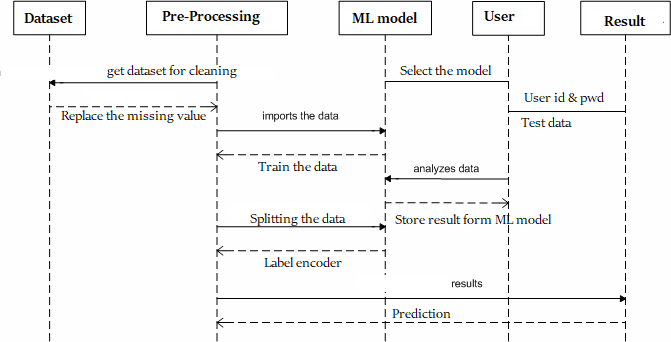 Dataset
Pre-Processing
ML model
User
Result
get dataset for cleaning
Select the model
User id & pwd
Replace the missing value
imports the data
Test data
Train the data
analyzes data
Splitting the data
Store result form ML model
Label encoder
results
Prediction